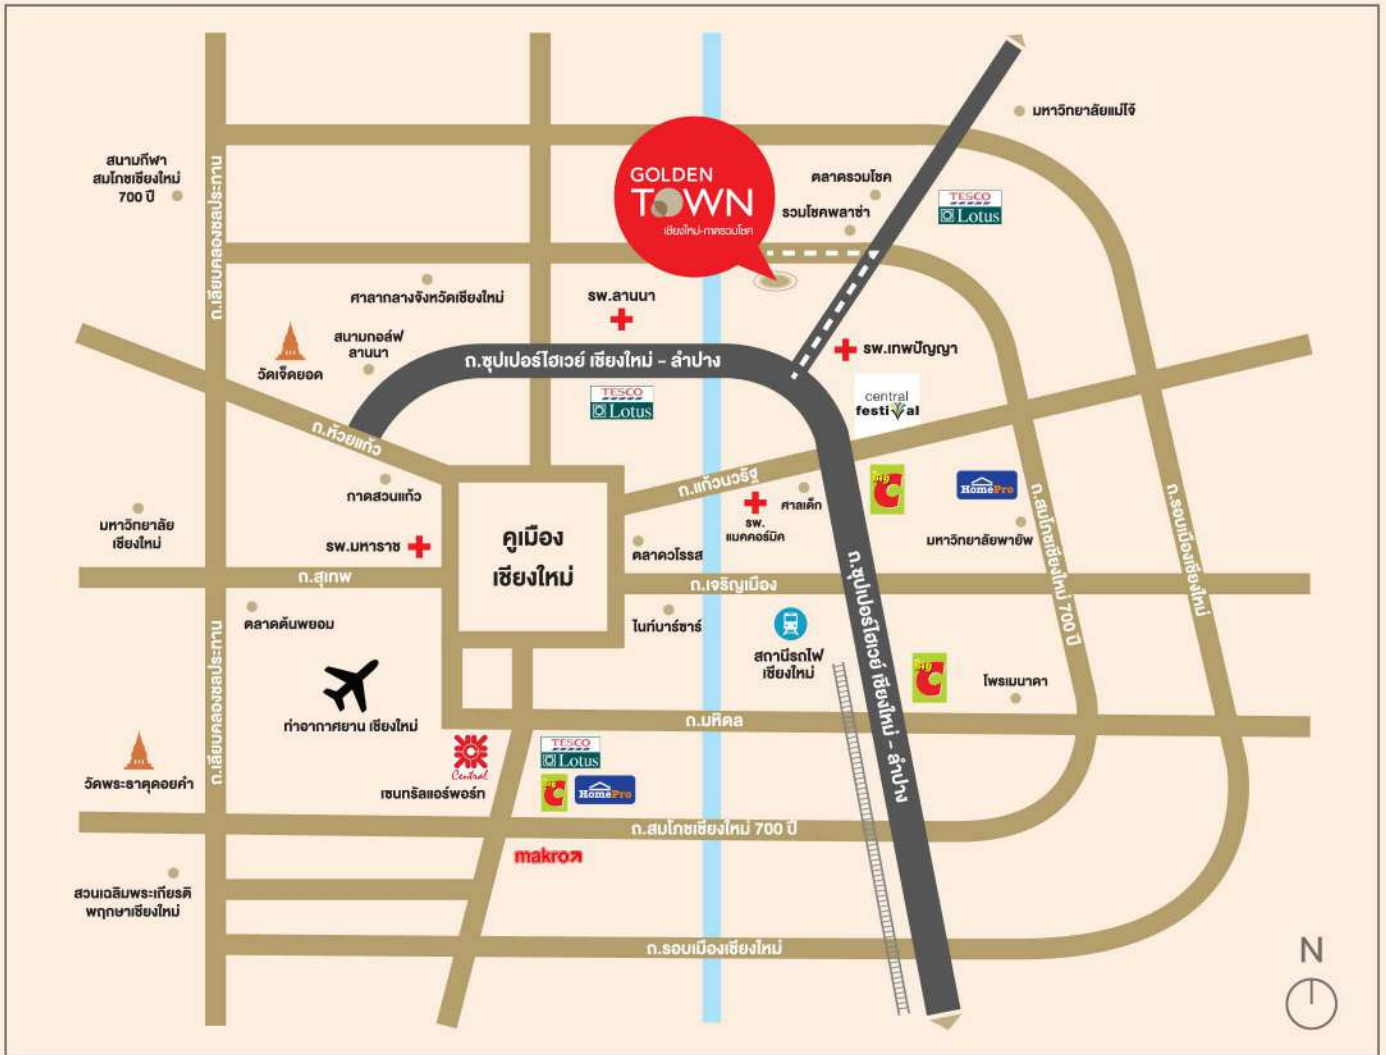 มหาวิทยาลัยแม่โจ้
สนามกีฬา
สมโภชเชียงใหม่
700 ปี
ถ.เลียบคลองชลประทาน
GOLDEN
TOWN
เชียงใหม่-กาดรวมโชค
ตลาดรวมโชค
รวมโชคพลาซ่า
TESCO
Lotus
ศาลากลางจังหวัดเชียงใหม่
รพ.ลานนา
สนามกอล์ฟ
ลานนา
วัดเจ็ดยอด
ถ.ซุปเปอร์ไฮเวย์ เชียงใหม่ - ลำปาง
รพ.เทพปัญญา
TESCO
Lotus
central
festival
ถ.ห้วยแก้ว
กาดสวนแก้ว
ถ.แก้วนวรัฐ
ศาลเด็ก
Big
C
HomePro
ถ.สมโภชเชียงใหม่ 700 ปี
ถ.รอบเมืองเชียงใหม่
มหาวิทยาลัย
เชียงใหม่
รพ.มหาราช
คูเมือง
เชียงใหม่
รพ.
แมคคอร์มิค
ตลาดวโรรส
มหาวิทยาลัยพายัพ
ถ.สุเทพ
ถ.เจริญเมือง
ถ.ซุปเปอร์ไฮเวย์ เชียงใหม่ - ลำปาง
ตลาดต้นพยอม
ไนท์บาร์ซาร์
สถานีรถไฟ
เชียงใหม่
Big
C
โพรเมนาดา
ถ.เลียบคลองชลประทาน
ท่าอากาศยาน เชียงใหม่
ถ.มหิดล
วัดพระธาตุดอยคำ
Central
เซนทรัลแอร์พอร์ท
TESCO
Lotus
Big
C
HomePro
ถ.สมโภชเชียงใหม่ 700 ปี
makro
สวนเฉลิมพระเกียรติ
พฤกษาเชียงใหม่
ถ.รอบเมืองเชียงใหม่
N